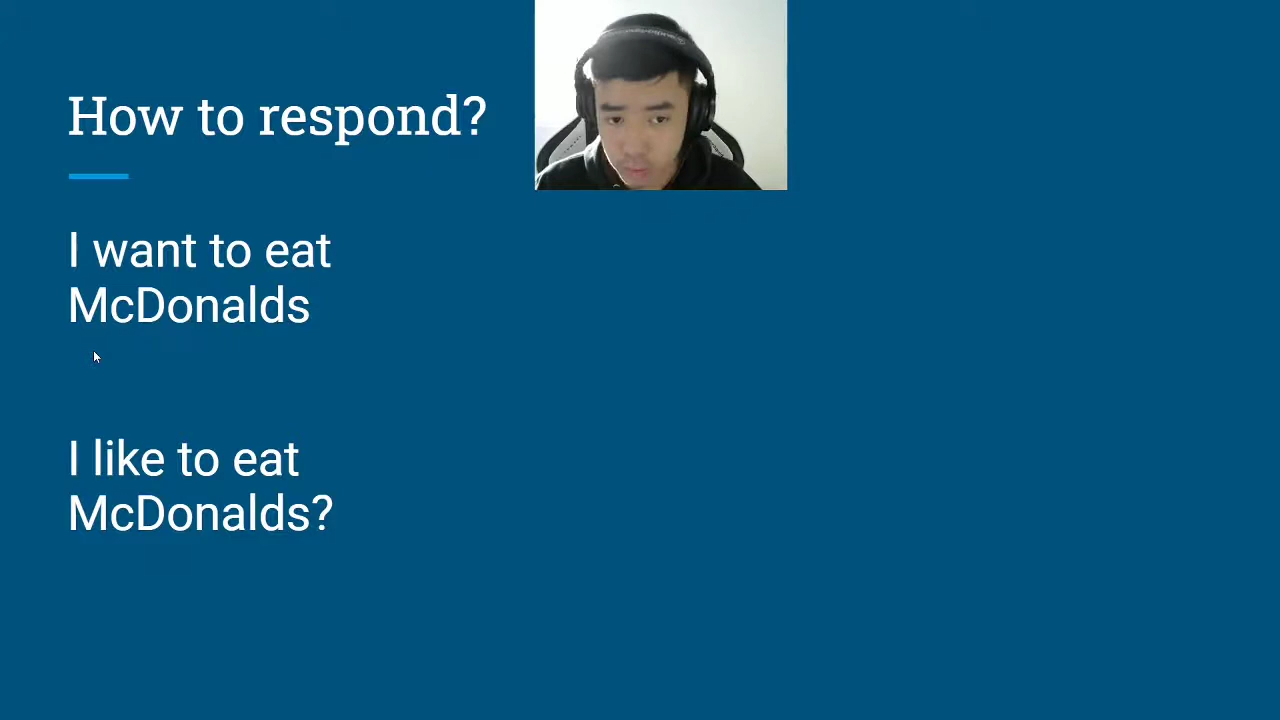 How to respond?
I want to eat
McDonalds
I like to eat
McDonalds?